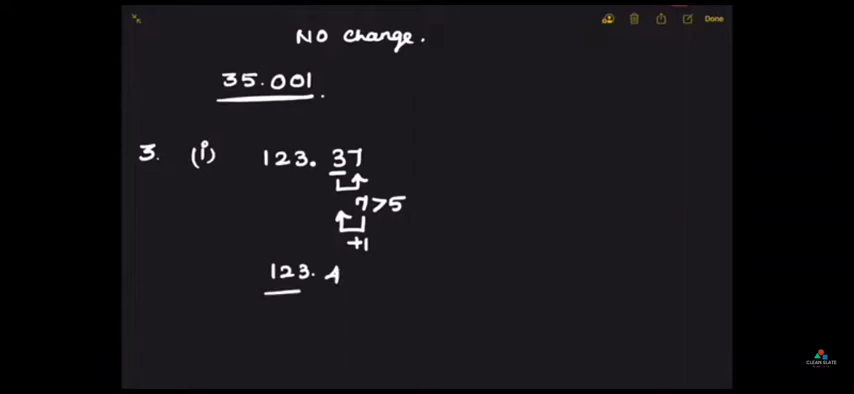 Done
NO change.
35.001.
3. (i) 123.37
7>5
+1
123.4
CLEAN SLATE